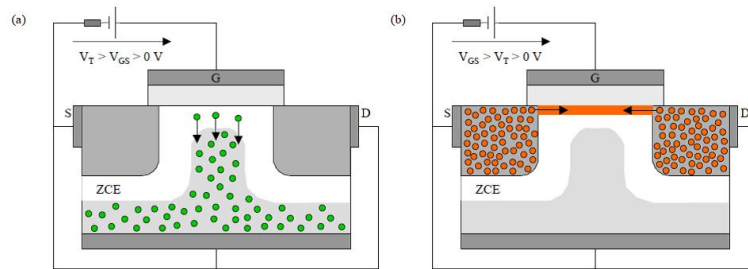 (a)
V_T > V_GS > 0 V
G
S
D
ZCE
(b)
V_GS > V_T > 0 V
G
S
D
ZCE